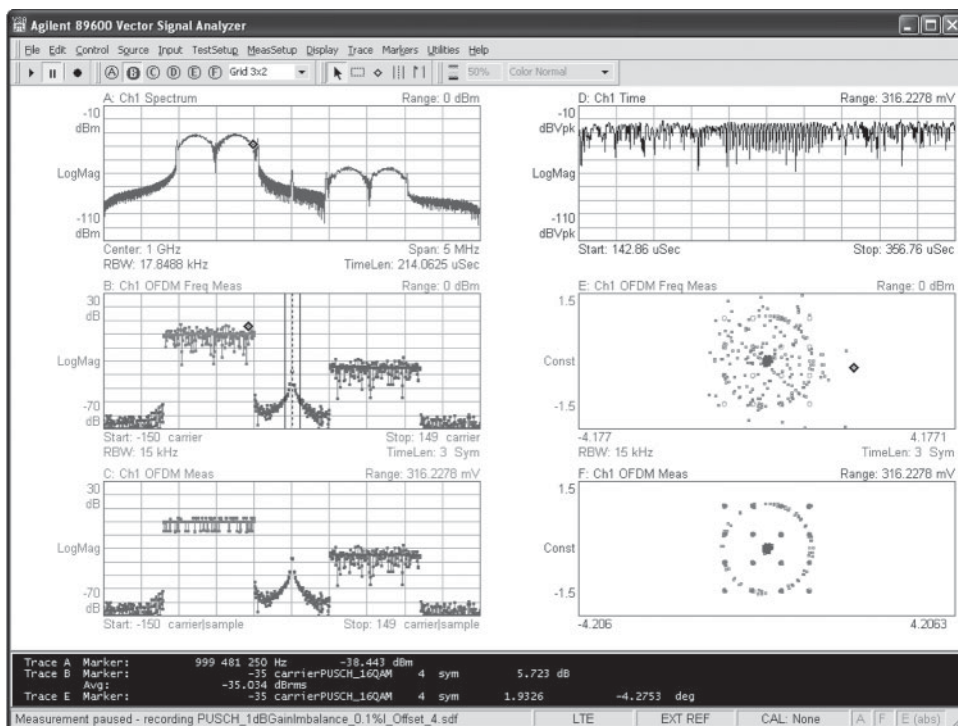 Agilent 89600 Vector Signal Analyzer
File Edit Control Source Input TestSetup MeasSetup Display Trace Markers Utilities Help
A B C D E F Grid 3x2 50% Color Normal
A: Ch1 Spectrum Range: 0 dBm
-10
dBm
LogMag
-110
dBm
Center: 1 GHz Span: 5 MHz
RBW: 17.8488 kHz TimeLen: 214.0625 uSec
D: Ch1 Time Range: 316.2278 mV
-10
dBVpk
LogMag
-110
dBVpk
Start: 142.86 uSec Stop: 356.76 uSec
B: Ch1 OFDM Freq Meas Range: 0 dBm
30
dB
LogMag
-70
dB
Start: -150 carrier Stop: 149 carrier
RBW: 15 kHz TimeLen: 3 Sym
E: Ch1 OFDM Freq Meas Range: 0 dBm
1.5
Const
-1.5
-4.177 4.1771
RBW: 15 kHz TimeLen: 3 Sym
C: Ch1 OFDM Meas Range: 316.2278 mV
30
dB
LogMag
-70
dB
Start: -150 carrier|sample Stop: 149 carrier|sample
F: Ch1 OFDM Meas Range: 316.2278 mV
1.5
Const
-1.5
-4.206 4.2063
Trace A Marker: 999 481 250 Hz -38.443 dBm
Trace B Marker: -35 carrierPUSCH_16QAM 4 sym 5.723 dB
Avg: -35.034 dBrms
Trace E Marker: -35 carrierPUSCH_16QAM 4 sym 1.9326 -4.2753 deg
Measurement paused - recording PUSCH_1dBGainImbalance_0.1%I_Offset_4.sdf LTE EXT REF CAL: None A F E (abs)